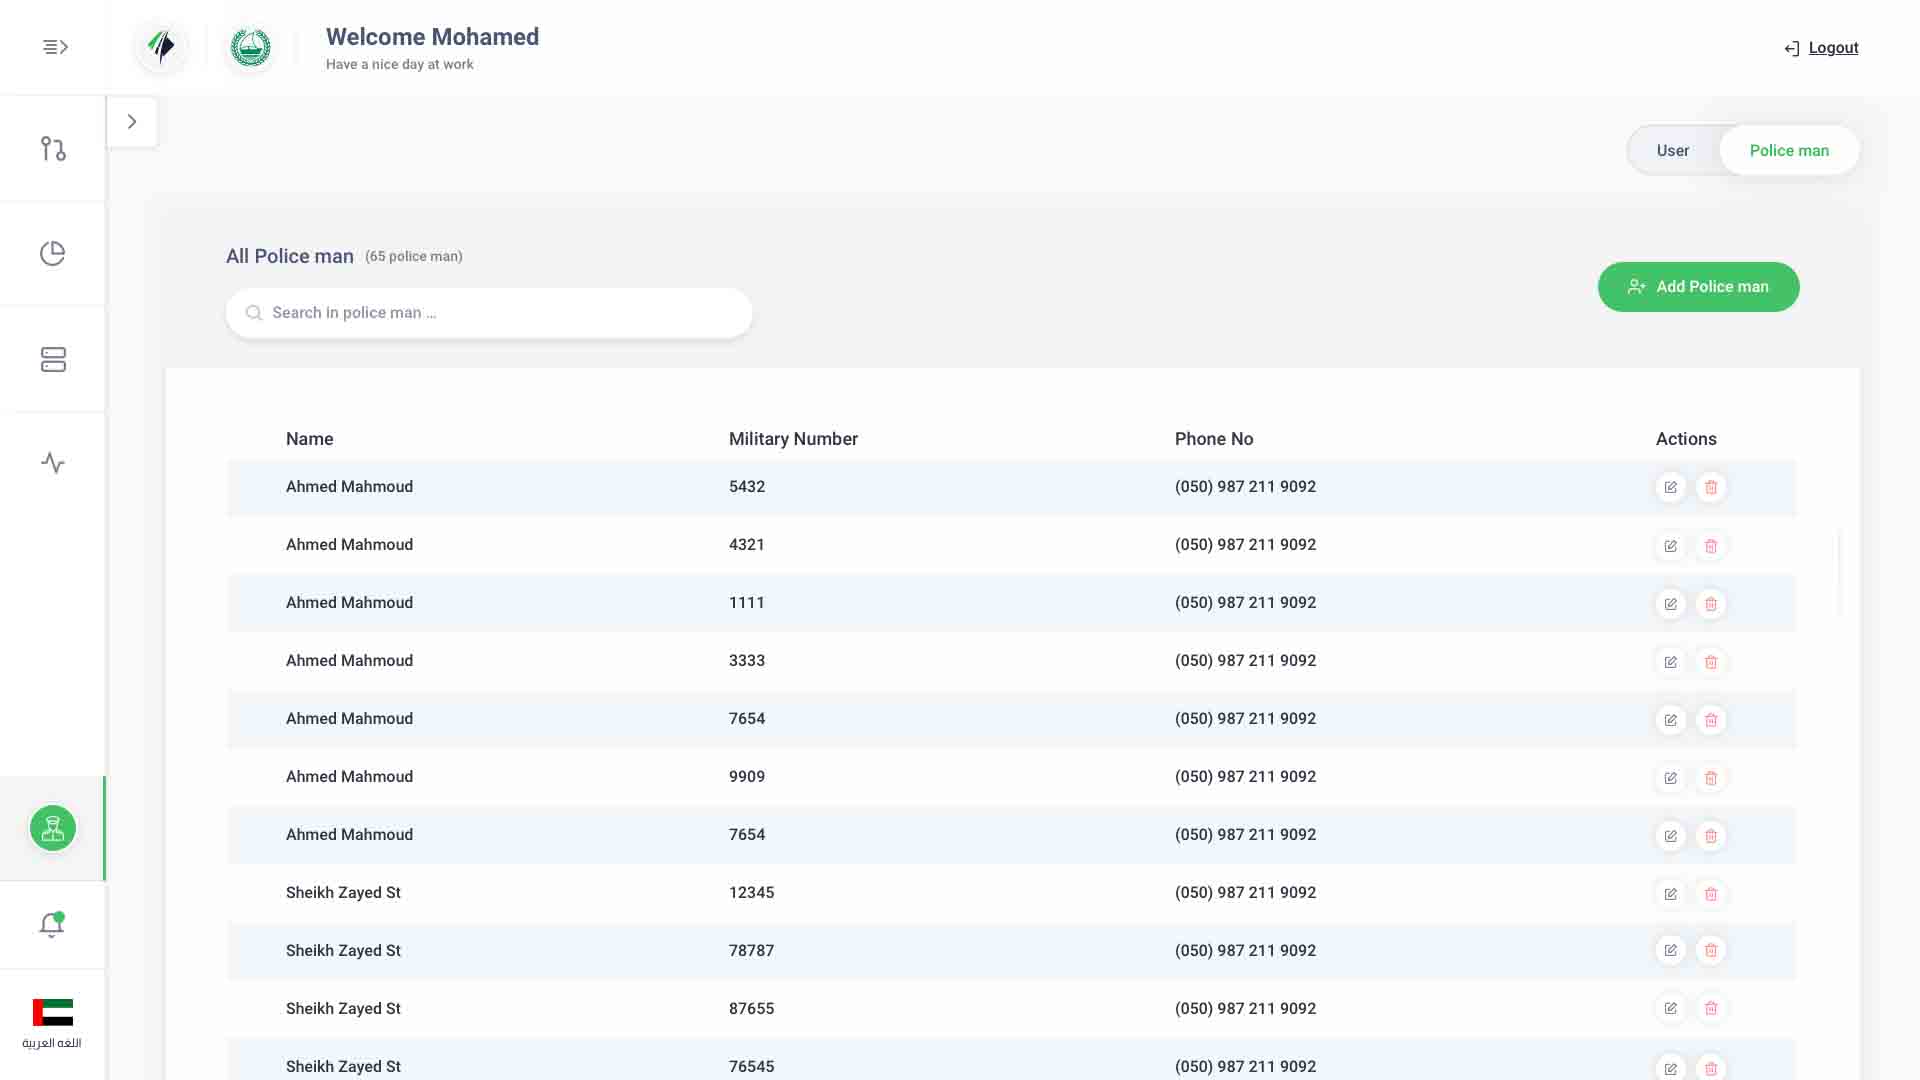 Welcome Mohamed
Have a nice day at work
Logout
User
Police man
All Police man (65 police man)
Search in police man ...
Add Police man
Name Military Number Phone No Actions
Ahmed Mahmoud 5432 (050) 987 211 9092
Ahmed Mahmoud 4321 (050) 987 211 9092
Ahmed Mahmoud 1111 (050) 987 211 9092
Ahmed Mahmoud 3333 (050) 987 211 9092
Ahmed Mahmoud 7654 (050) 987 211 9092
Ahmed Mahmoud 9909 (050) 987 211 9092
Ahmed Mahmoud 7654 (050) 987 211 9092
Sheikh Zayed St 12345 (050) 987 211 9092
Sheikh Zayed St 78787 (050) 987 211 9092
Sheikh Zayed St 87655 (050) 987 211 9092
Sheikh Zayed St 76545 (050) 987 211 9092
اللغه العربية